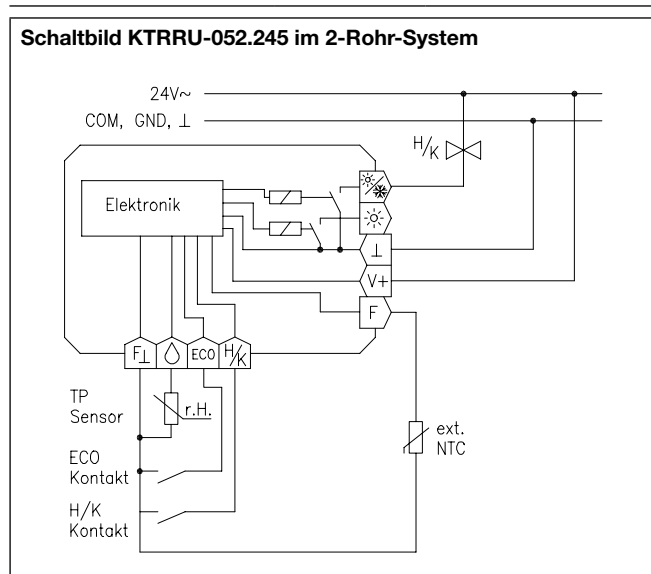 Schaltbild KTRRU-052.245 im 2-Rohr-System
24V~
COM, GND, ⊥
H/K
Elektronik
⊥
V+
F
F⊥
ECO
H/K
TP
Sensor
r.H.
ECO
Kontakt
H/K
Kontakt
ext.
NTC